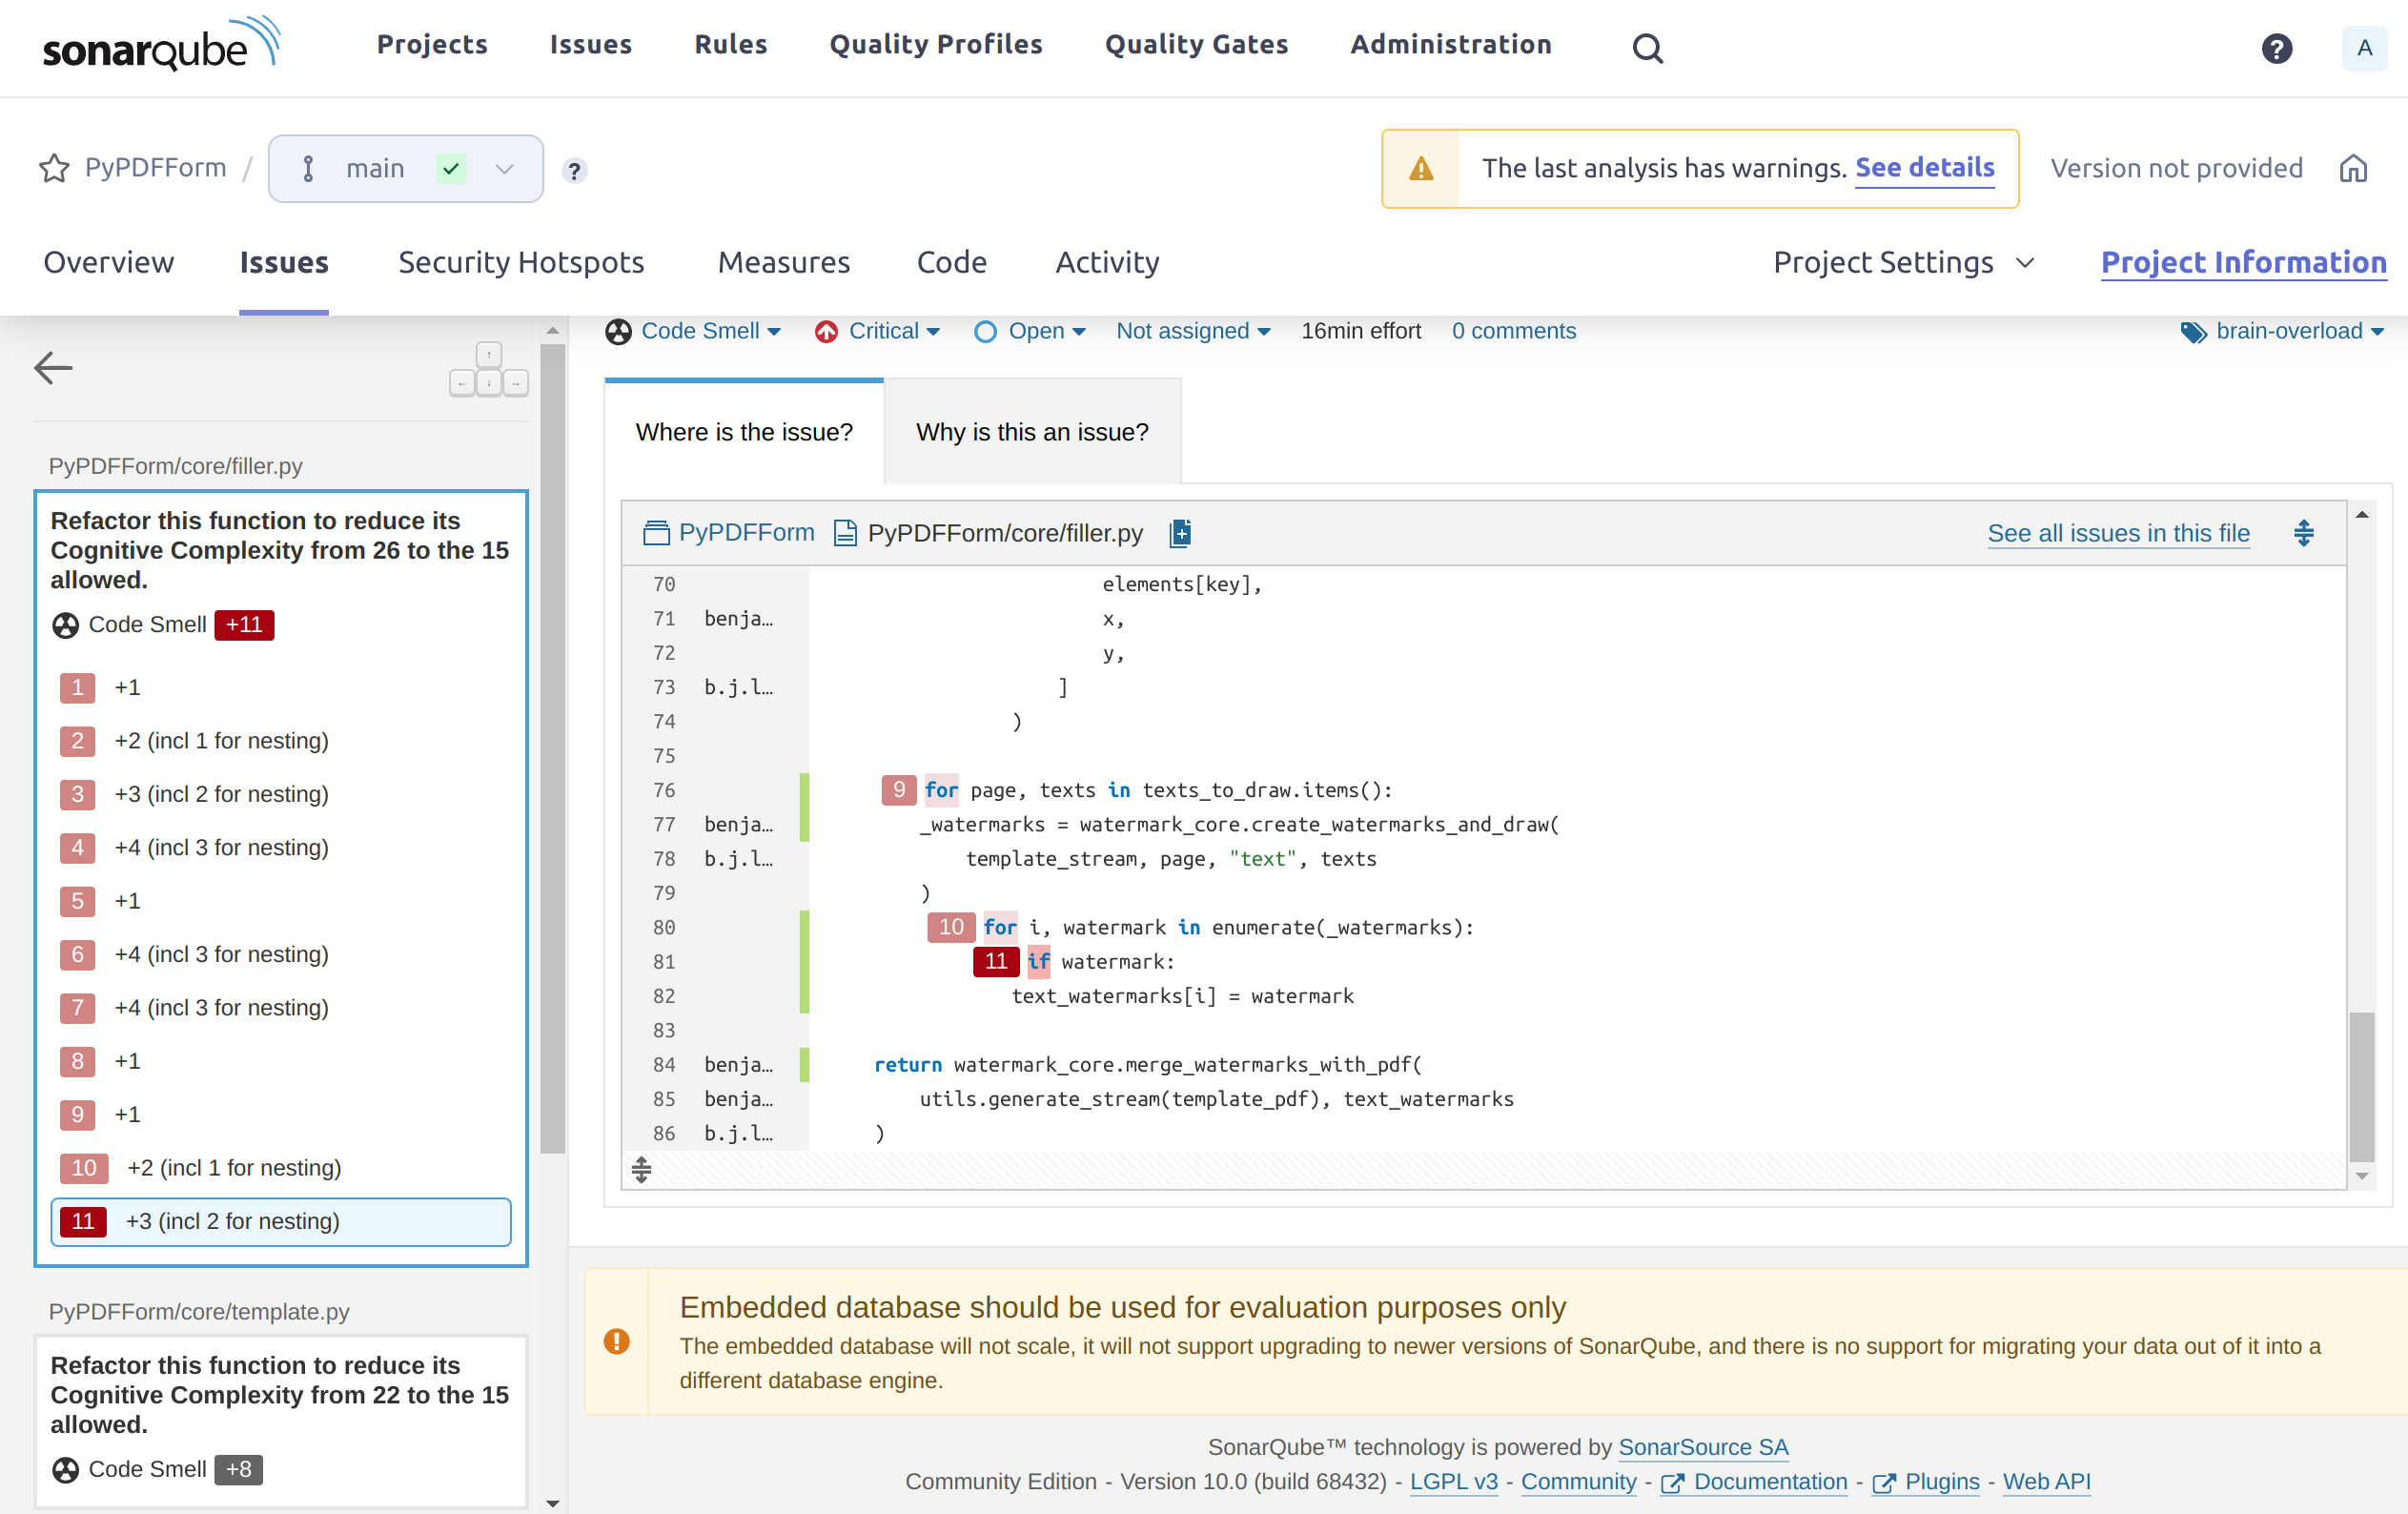 sonarqube
Projects Issues Rules Quality Profiles Quality Gates Administration
?
A
PyPDFForm / main
?
The last analysis has warnings. See details
Version not provided
Overview Issues Security Hotspots Measures Code Activity
Project Settings Project Information
↑
← ↓ →
PyPDFForm/core/filler.py
Refactor this function to reduce its
Cognitive Complexity from 26 to the 15
allowed.
Code Smell +11
1 +1
2 +2 (incl 1 for nesting)
3 +3 (incl 2 for nesting)
4 +4 (incl 3 for nesting)
5 +1
6 +4 (incl 3 for nesting)
7 +4 (incl 3 for nesting)
8 +1
9 +1
10 +2 (incl 1 for nesting)
11 +3 (incl 2 for nesting)
PyPDFForm/core/template.py
Refactor this function to reduce its
Cognitive Complexity from 22 to the 15
allowed.
Code Smell +8
Code Smell Critical Open Not assigned 16min effort 0 comments brain-overload
Where is the issue? Why is this an issue?
PyPDFForm PyPDFForm/core/filler.py See all issues in this file
70 elements[key],
71 benja... x,
72 y,
73 b.j.l... ]
74 )
75
76 9 for page, texts in texts_to_draw.items():
77 benja... _watermarks = watermark_core.create_watermarks_and_draw(
78 b.j.l... template_stream, page, "text", texts
79 )
80 10 for i, watermark in enumerate(_watermarks):
81 11 if watermark:
82 text_watermarks[i] = watermark
83
84 benja... return watermark_core.merge_watermarks_with_pdf(
85 benja... utils.generate_stream(template_pdf), text_watermarks
86 b.j.l... )
Embedded database should be used for evaluation purposes only
The embedded database will not scale, it will not support upgrading to newer versions of SonarQube, and there is no support for migrating your data out of it into a
different database engine.
SonarQube™ technology is powered by SonarSource SA
Community Edition - Version 10.0 (build 68432) - LGPL v3 - Community - Documentation - Plugins - Web API